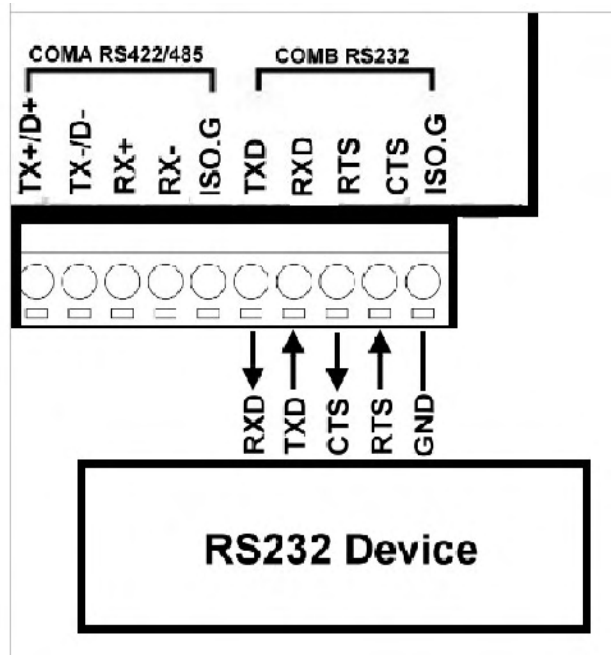 COMA RS422/485 COMB RS232
TX+/D+
TX-/D-
RX+
RX-
ISO.G
TXD
RXD
RTS
CTS
ISO.G
RXD
TXD
CTS
RTS
GND
RS232 Device